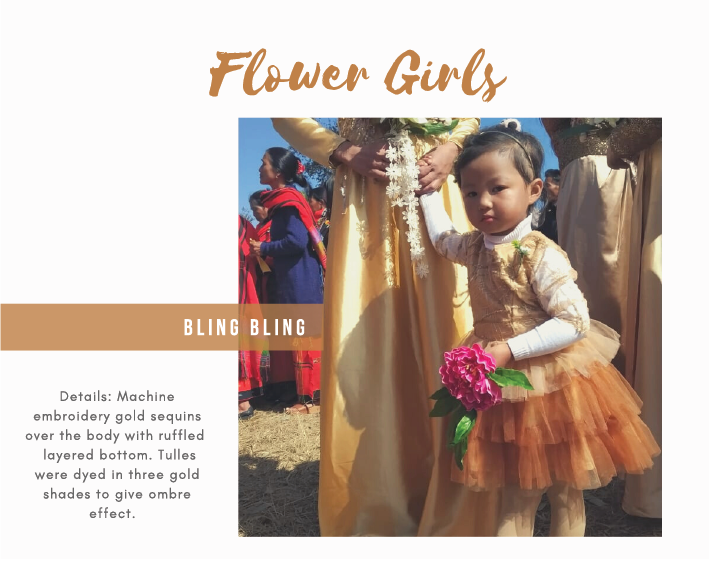 Flower Girls
BLING BLING
Details: Machine
embroidery gold sequins
over the body with ruffled
layered bottom. Tulles
were dyed in three gold
shades to give ombre
effect.